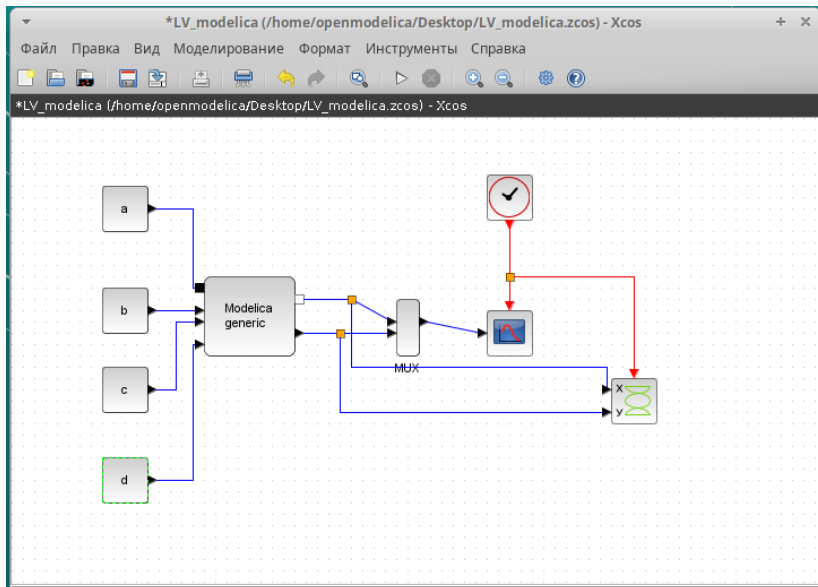 *LV_modelica (/home/openmodelica/Desktop/LV_modelica.zcos) - Xcos
Файл Правка Вид Моделирование Формат Инструменты Справка
*LV_modelica (/home/openmodelica/Desktop/LV_modelica.zcos) - Xcos
a
b
c
d
Modelica
generic
MUX
X
y